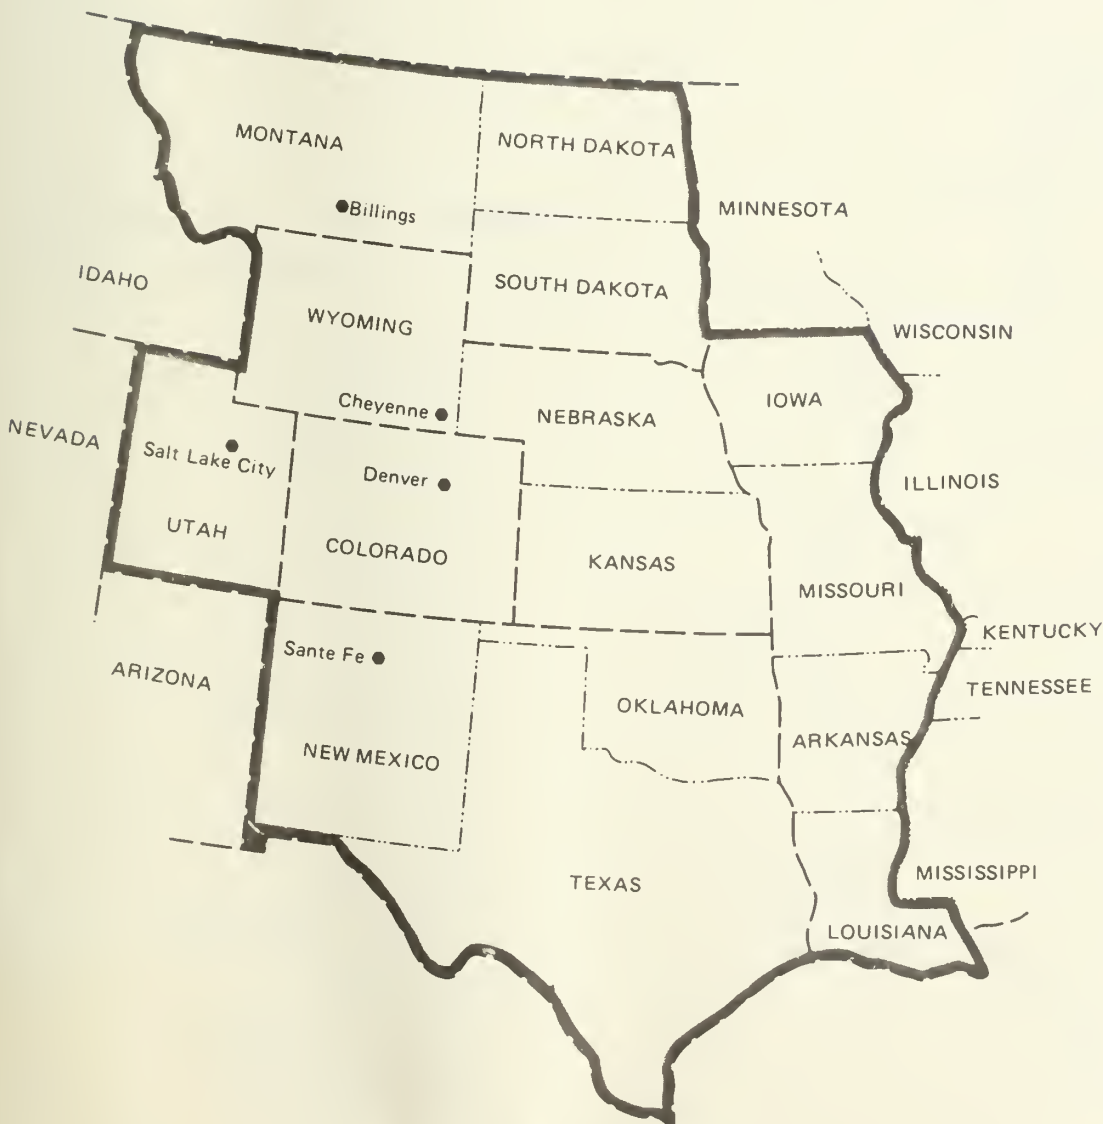 MONTANA
NORTH DAKOTA
Billings
MINNESOTA
IDAHO
SOUTH DAKOTA
WYOMING
WISCONSIN
Cheyenne
NEBRASKA
IOWA
NEVADA
Salt Lake City
Denver
ILLINOIS
UTAH
COLORADO
KANSAS
MISSOURI
KENTUCKY
Sante Fe
ARIZONA
TENNESSEE
OKLAHOMA
ARKANSAS
NEW MEXICO
MISSISSIPPI
TEXAS
LOUISIANA